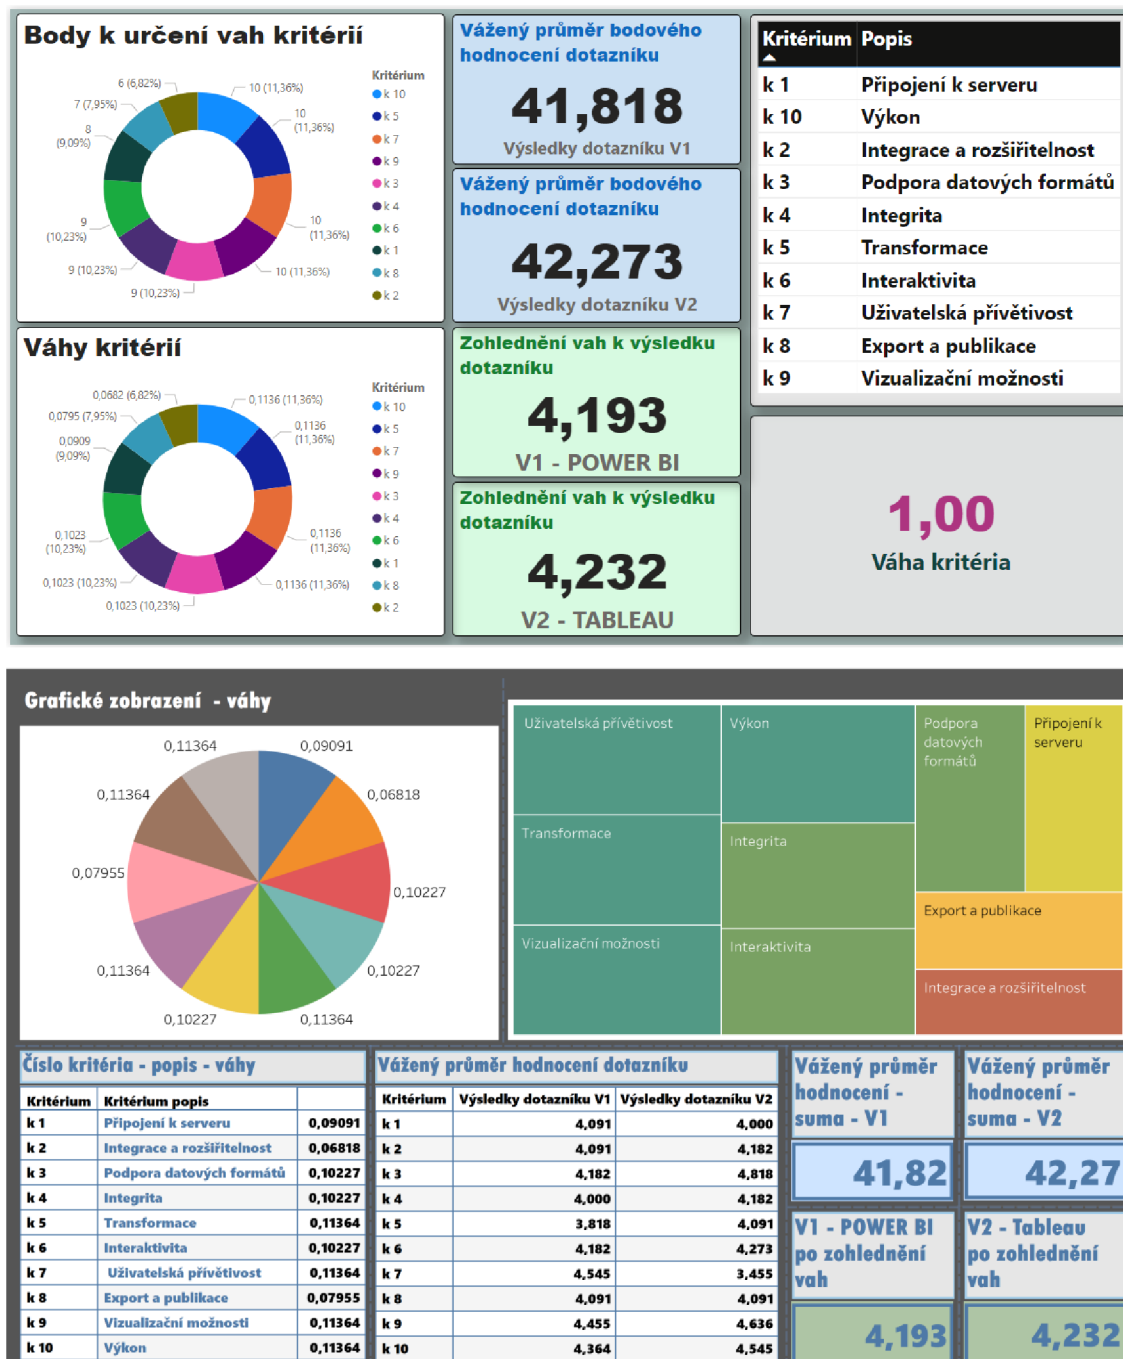 Body k určení vah kritérií
6 (6,82%)
7 (7,95%)
8
(9,09%)
9
(10,23%)
9 (10,23%)
9 (10,23%)
10 (11,36%)
10
(11,36%)
10
(11,36%)
10 (11,36%)
Kritérium
k 10
k 5
k 7
k 9
k 3
k 4
k 6
k 1
k 8
k 2
Váhy kritérií
0,0682 (6,82%)
0,0795 (7,95%)
0,0909
(9,09%)
0,1023
(10,23%)
0,1023 (10,23%)
0,1023 (10,23%)
0,1136 (11,36%)
0,1136
(11,36%)
0,1136
(11,36%)
0,1136 (11,36%)
Kritérium
k 10
k 5
k 7
k 9
k 3
k 4
k 6
k 1
k 8
k 2
Vážený průměr bodového
hodnocení dotazníku
41,818
Výsledky dotazníku V1
Vážený průměr bodového
hodnocení dotazníku
42,273
Výsledky dotazníku V2
Zohlednění vah k výsledku
dotazníku
4,193
V1 - POWER BI
Zohlednění vah k výsledku
dotazníku
4,232
V2 - TABLEAU
Kritérium Popis
k 1 Připojení k serveru
k 10 Výkon
k 2 Integrace a rozšiřitelnost
k 3 Podpora datových formátů
k 4 Integrita
k 5 Transformace
k 6 Interaktivita
k 7 Uživatelská přívětivost
k 8 Export a publikace
k 9 Vizualizační možnosti
1,00
Váha kritéria
Grafické zobrazení - váhy
0,11364
0,09091
0,11364
0,06818
0,07955
0,10227
0,11364
0,10227
0,10227
0,11364
Uživatelská přívětivost
Transformace
Vizualizační možnosti
Výkon
Integrita
Interaktivita
Podpora
datových
formátů
Připojení k
serveru
Export a publikace
Integrace a rozšiřitelnost
Číslo kritéria - popis - váhy
Kritérium Kritérium popis
k 1 Připojení k serveru 0,09091
k 2 Integrace a rozšiřitelnost 0,06818
k 3 Podpora datových formátů 0,10227
k 4 Integrita 0,10227
k 5 Transformace 0,11364
k 6 Interaktivita 0,10227
k 7 Uživatelská přívětivost 0,11364
k 8 Export a publikace 0,07955
k 9 Vizualizační možnosti 0,11364
k 10 Výkon 0,11364
Vážený průměr hodnocení dotazníku
Kritérium Výsledky dotazníku V1 Výsledky dotazníku V2
k 1 4,091 4,000
k 2 4,091 4,182
k 3 4,182 4,818
k 4 4,000 4,182
k 5 3,818 4,091
k 6 4,182 4,273
k 7 4,545 3,455
k 8 4,091 4,091
k 9 4,455 4,636
k 10 4,364 4,545
Vážený průměr
hodnocení -
suma - V1
41,82
Vážený průměr
hodnocení -
suma - V2
42,27
V1 - POWER BI
po zohlednění
vah
4,193
V2 - Tableau
po zohlednění
vah
4,232